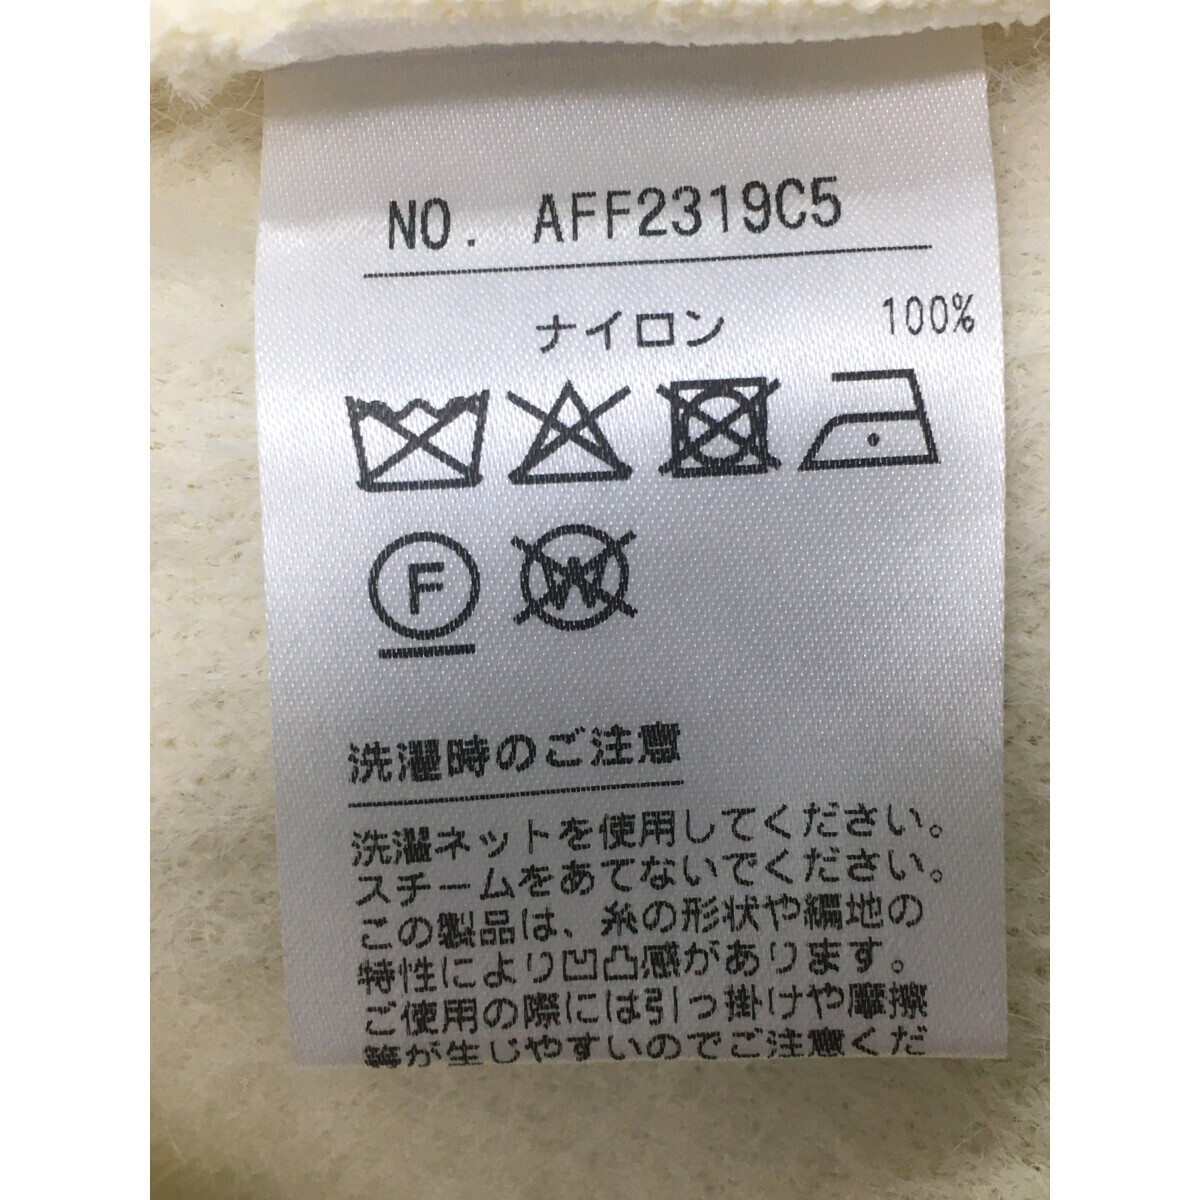 NO. AFF2319C5
ナイロン 100%
F
W
洗濯時のご注意
洗濯ネットを使用してください。
スチームをあてないでください。
この製品は、糸の形状や編地の
特性により凹凸感があります。
ご使用の際には引っ掛けや摩擦
等が生じやすいのでご注意くだ